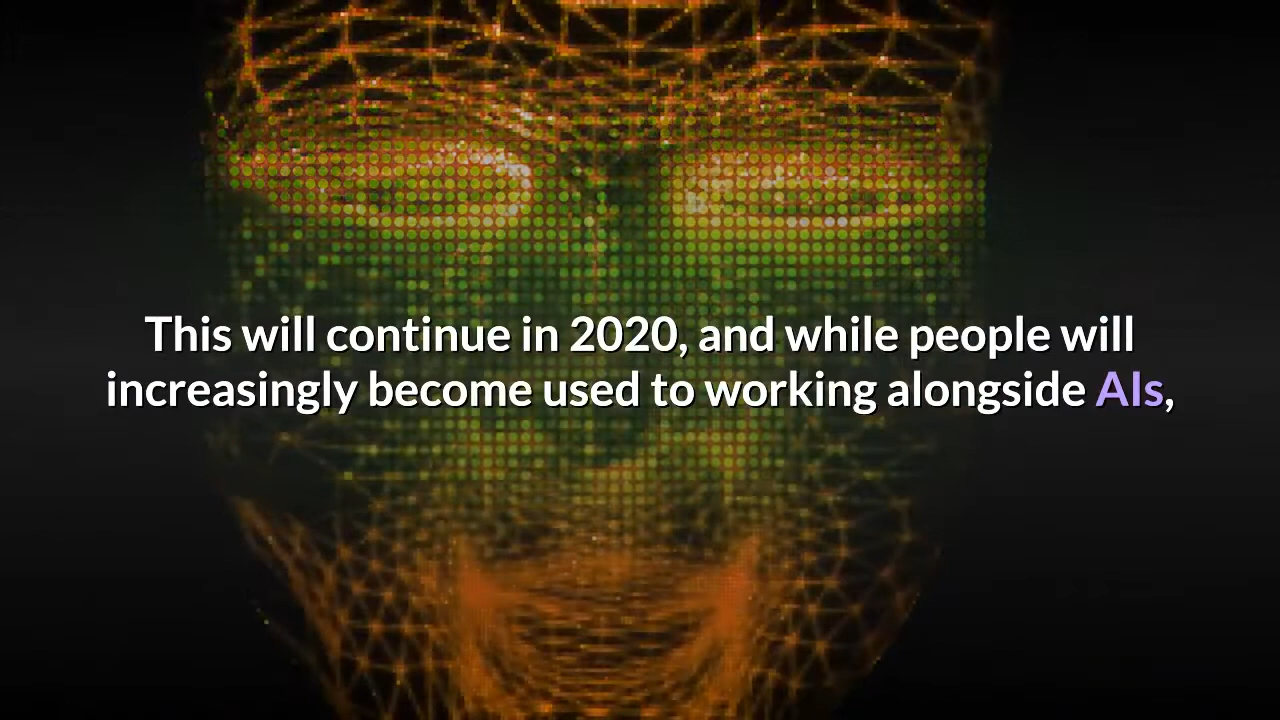 This will continue in 2020, and while people will
increasingly become used to working alongside AIs,